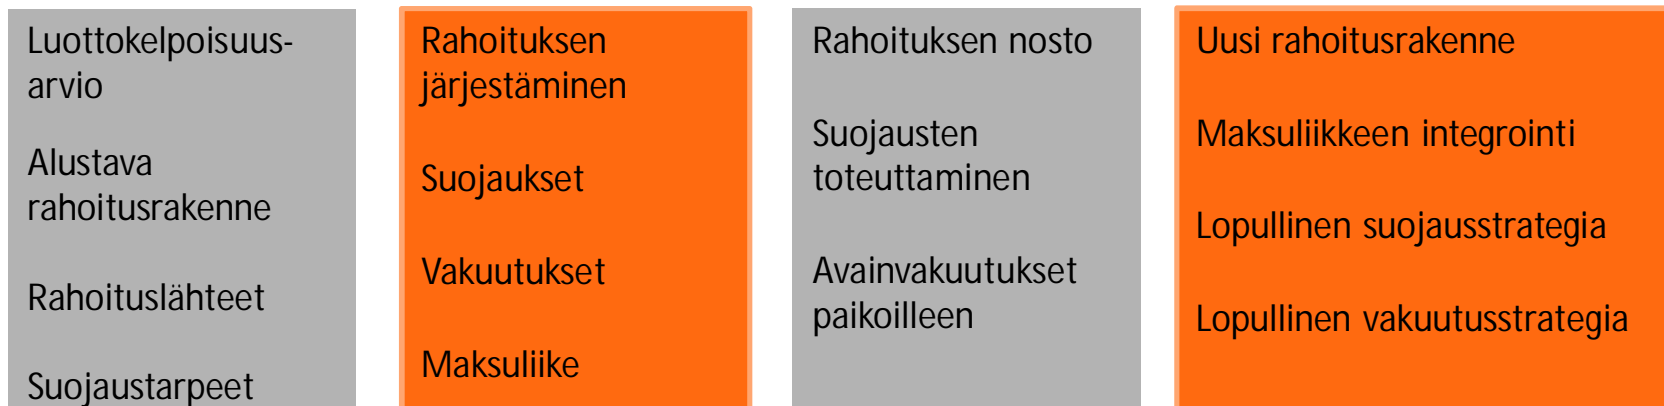 Luottokelpoisuus-
arvio
Alustava
rahoitusrakenne
Rahoituslähteet
Suojaustarpeet
Rahoituksen
järjestäminen
Suojaukset
Vakuutukset
Maksuliike
Rahoituksen nosto
Suojausten
toteuttaminen
Avainvakuutukset
paikoilleen
Uusi rahoitusrakenne
Maksuliikkeen integrointi
Lopullinen suojausstrategia
Lopullinen vakuutusstrategia